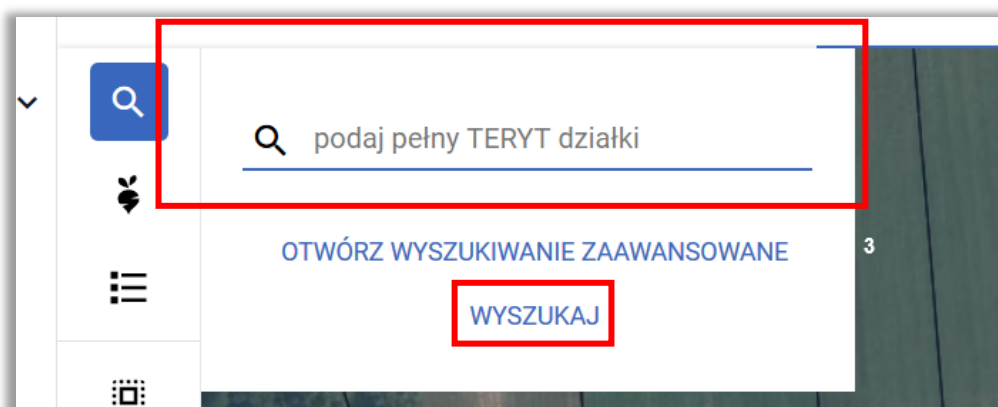 podaj pełny TERYT działki
OTWÓRZ WYSZUKIWANIE ZAAWANSOWANE
3
WYSZUKAJ